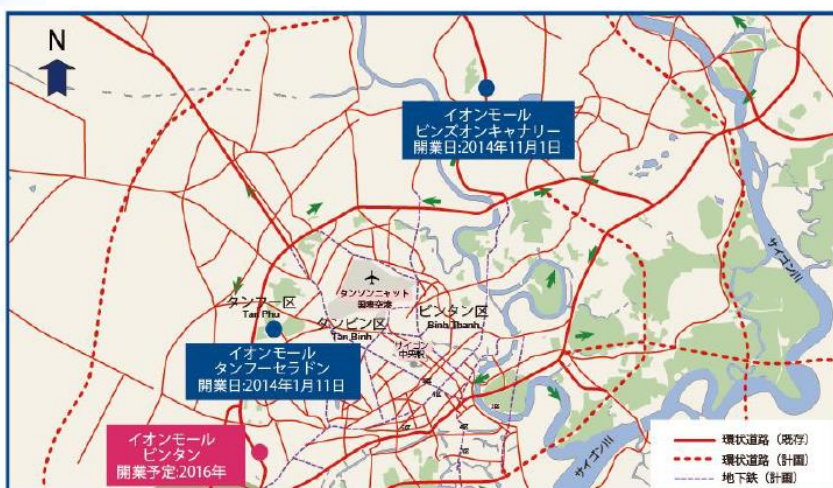 N
イオンモール
ビンズオンキャナリー
開業日:2014年11月1日
サイゴン川
タンソンニャット
国際空港
タンフー区
Tan Phu
ビンタン区
Binh Thanh
タンビン区
Tan Binh
サイゴン
中央駅
イオンモール
タンフーセラドン
開業日:2014年1月11日
イオンモール
ビンタン
開業予定:2016年
サイゴン川
環状道路（既存）
環状道路（計画）
地下鉄（計画）